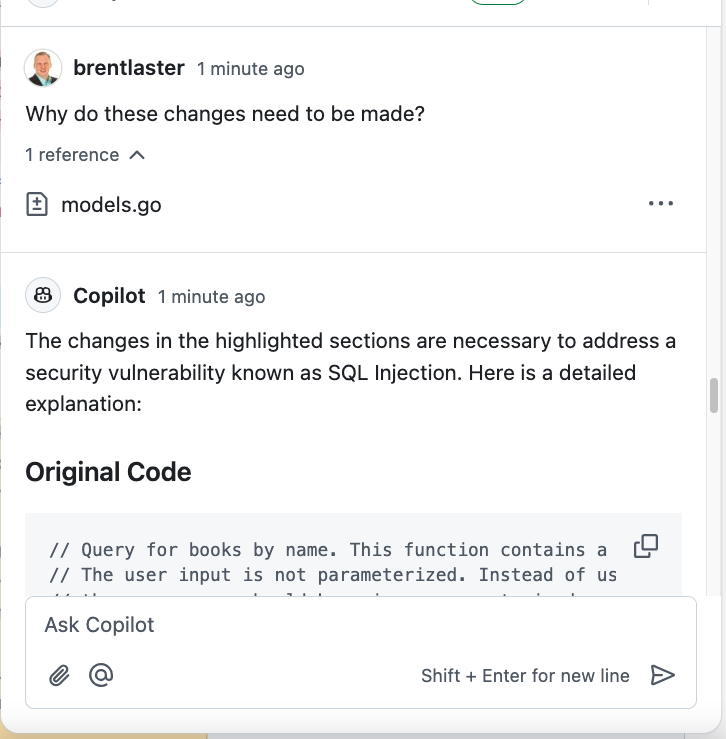 brentlaster 1 minute ago
Why do these changes need to be made?
1 reference
models.go
Copilot 1 minute ago
The changes in the highlighted sections are necessary to address a
security vulnerability known as SQL Injection. Here is a detailed
explanation:
Original Code
// Query for books by name. This function contains a
// The user input is not parameterized. Instead of us
Ask Copilot
Shift + Enter for new line